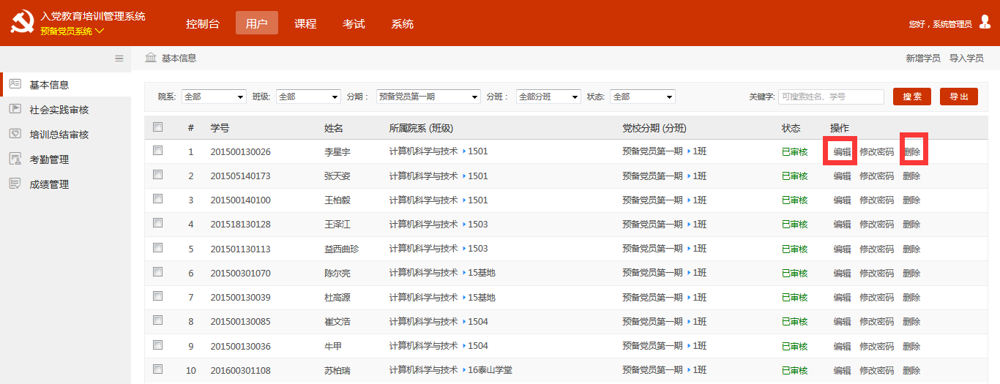 入党教育培训管理系统
预备党员系统
控制台 用户 课程 考试 系统
您好，系统管理员
基本信息
新增学员 导入学员
基本信息
社会实践审核
培训总结审核
考勤管理
成绩管理
院系: 全部 班级: 全部 分期： 预备党员第一期 分班： 全部分班 状态: 全部 关键字: 可搜索姓名、学号 搜 索 导 出
# 学号 姓名 所属院系 (班级) 党校分期 (分班) 状态 操作
1 201500130026 李星宇 计算机科学与技术 1501 预备党员第一期 1班 已审核 编辑 修改密码 删除
2 201505140173 张天姿 计算机科学与技术 1501 预备党员第一期 1班 已审核 编辑 修改密码 删除
3 201500140100 王柏毅 计算机科学与技术 1501 预备党员第一期 1班 已审核 编辑 修改密码 删除
4 201518130128 王泽江 计算机科学与技术 1503 预备党员第一期 1班 已审核 编辑 修改密码 删除
5 201501130113 益西曲珍 计算机科学与技术 1503 预备党员第一期 1班 已审核 编辑 修改密码 删除
6 201500301070 陈尔亮 计算机科学与技术 15基地 预备党员第一期 1班 已审核 编辑 修改密码 删除
7 201500130039 杜高源 计算机科学与技术 15基地 预备党员第一期 1班 已审核 编辑 修改密码 删除
8 201500130085 崔文浩 计算机科学与技术 1504 预备党员第一期 1班 已审核 编辑 修改密码 删除
9 201500130036 牛甲 计算机科学与技术 1504 预备党员第一期 1班 已审核 编辑 修改密码 删除
10 201600301108 苏柏瑞 计算机科学与技术 16泰山学堂 预备党员第一期 1班 已审核 编辑 修改密码 删除